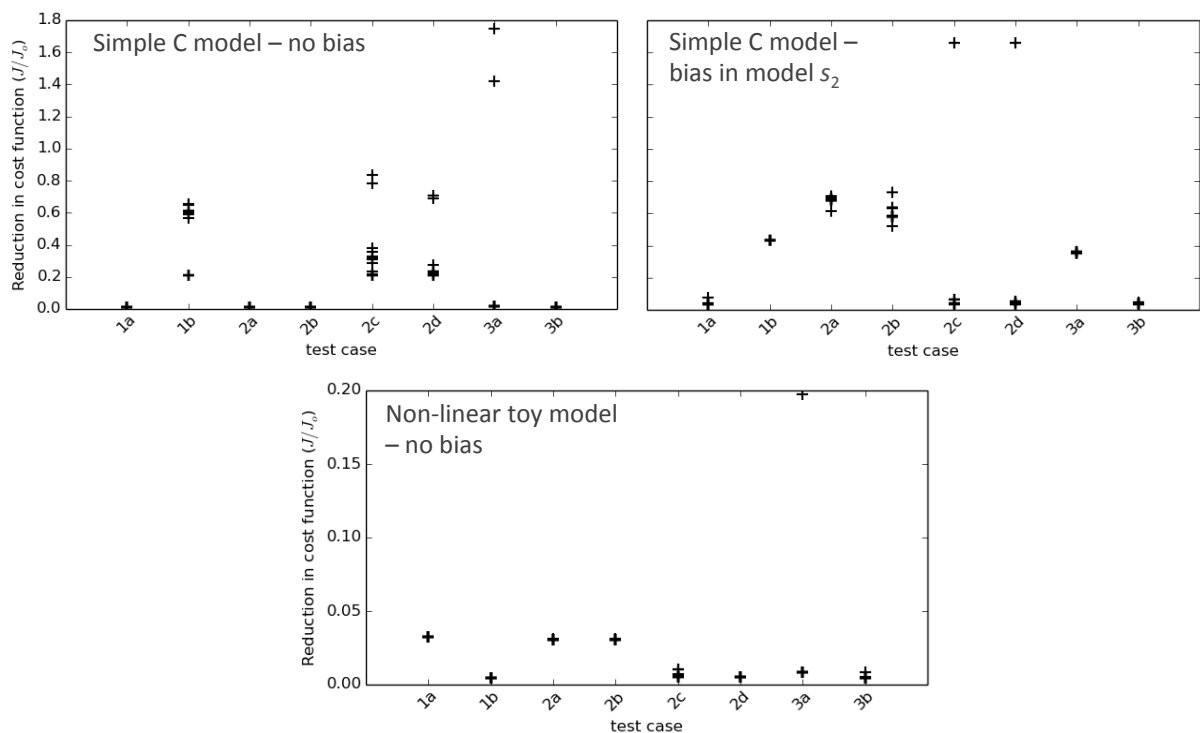 Simple C model – no bias
Reduction in cost function (J/Jₒ)
1.8
1.6
1.4
1.2
1.0
0.8
0.6
0.4
0.2
0.0
1a 1b 2a 2b 2c 2d 3a 3b
test case
Simple C model –
bias in model s₂
1a 1b 2a 2b 2c 2d 3a 3b
test case
Non-linear toy model
– no bias
Reduction in cost function (J/Jₒ)
0.20
0.15
0.10
0.05
0.00
1a 1b 2a 2b 2c 2d 3a 3b
test case